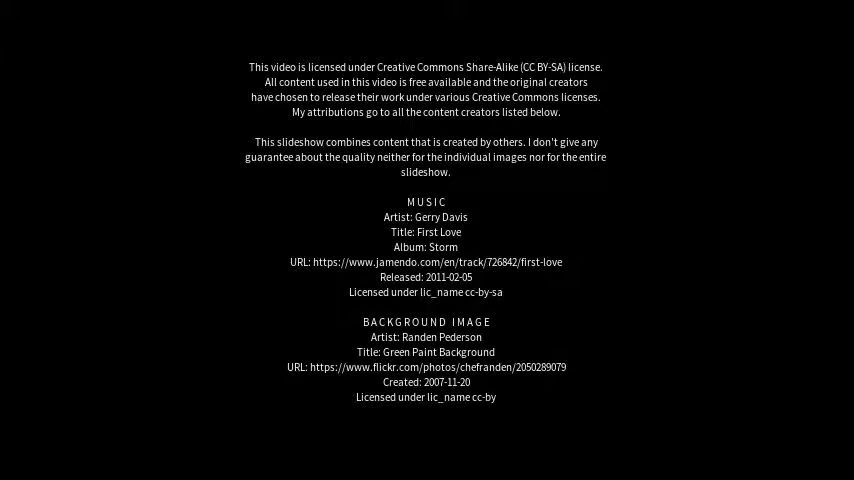 This video is licensed under Creative Commons Share-Alike (CC BY-SA) license.
All content used in this video is free available and the original creators
have chosen to release their work under various Creative Commons licenses.
My attributions go to all the content creators listed below.
This slideshow combines content that is created by others. I don't give any
guarantee about the quality neither for the individual images nor for the entire
slideshow.
MUSIC
Artist: Gerry Davis
Title: First Love
Album: Storm
URL: https://www.jamendo.com/en/track/726842/first-love
Released: 2011-02-05
Licensed under lic_name cc-by-sa
BACKGROUND IMAGE
Artist: Randen Pederson
Title: Green Paint Background
URL: https://www.flickr.com/photos/chefranden/2050289079
Created: 2007-11-20
Licensed under lic_name cc-by